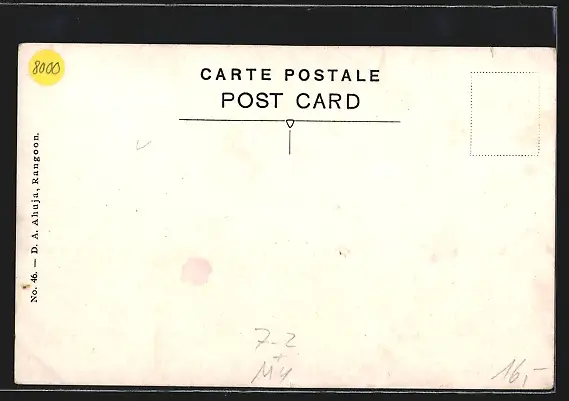 8000
CARTE POSTALE
POST CARD
No. 46. — D. A. Ahuja, Rangoon.
7-2
16,-